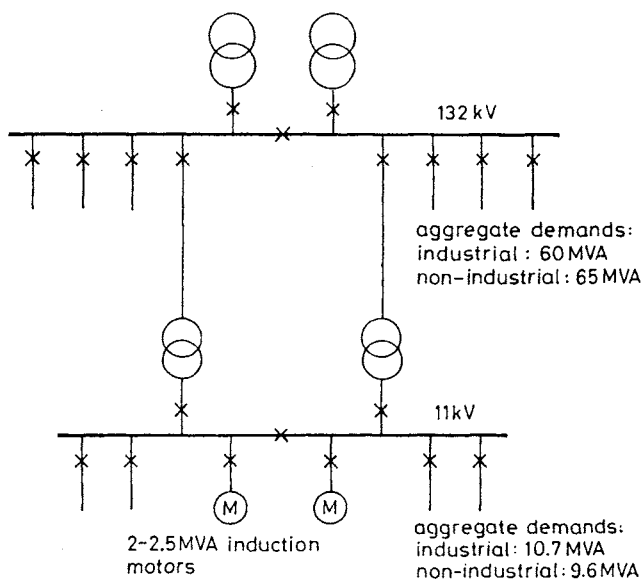 132 kV
aggregate demands:
industrial : 60 MVA
non-industrial : 65 MVA
11kV
M
M
2-2.5MVA induction
motors
aggregate demands:
industrial: 10.7 MVA
non-industrial: 9.6 MVA